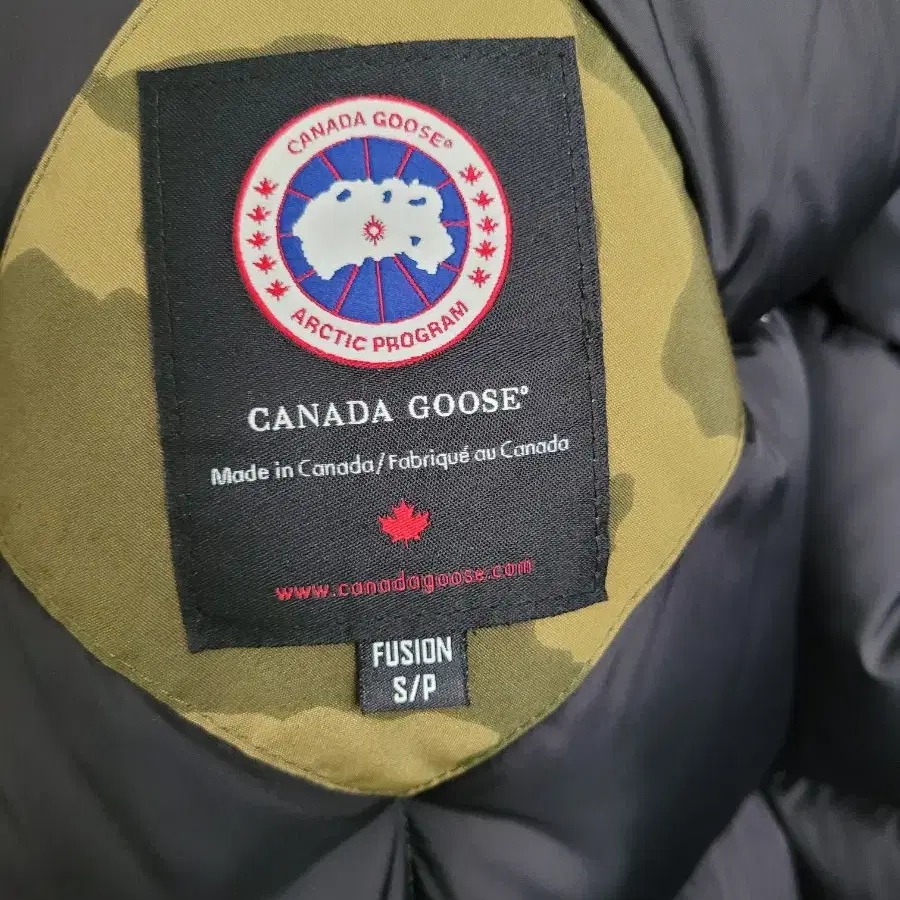 CANADA GOOSE®
ARCTIC PROGRAM
CANADA GOOSE®
Made in Canada/Fabriqué au Canada
www.canadagoose.com
FUSION
S/P